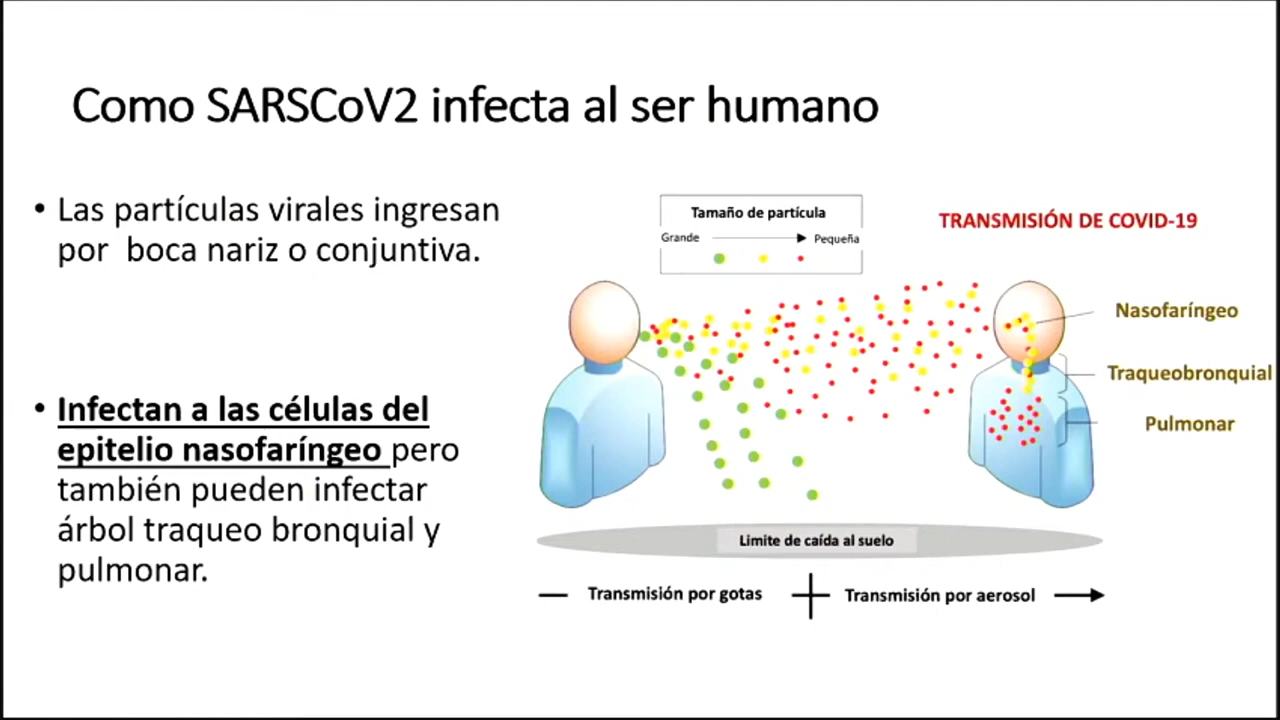 Como SARSCoV2 infecta al ser humano
• Las partículas virales ingresan
por boca nariz o conjuntiva.
• Infectan a las células del
epitelio nasofaríngeo pero
también pueden infectar
árbol traqueo bronquial y
pulmonar.
Tamaño de partícula
Grande
Pequeña
TRANSMISIÓN DE COVID-19
Nasofaríngeo
Traqueobronquial
Pulmonar
Limite de caída al suelo
Transmisión por gotas
Transmisión por aerosol